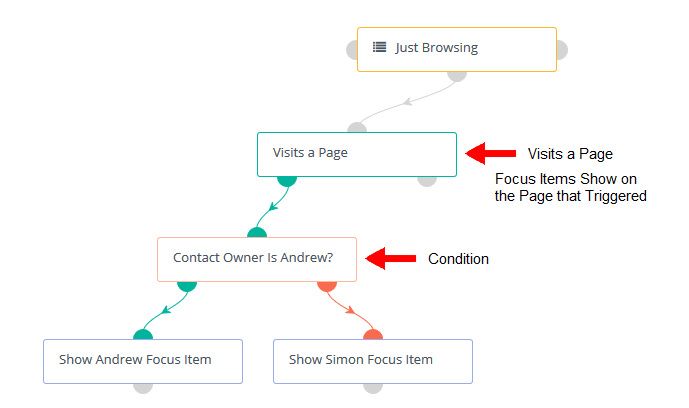 Just Browsing
Visits a Page
Visits a Page
Focus Items Show on
the Page that Triggered
Contact Owner Is Andrew?
Condition
Show Andrew Focus Item
Show Simon Focus Item